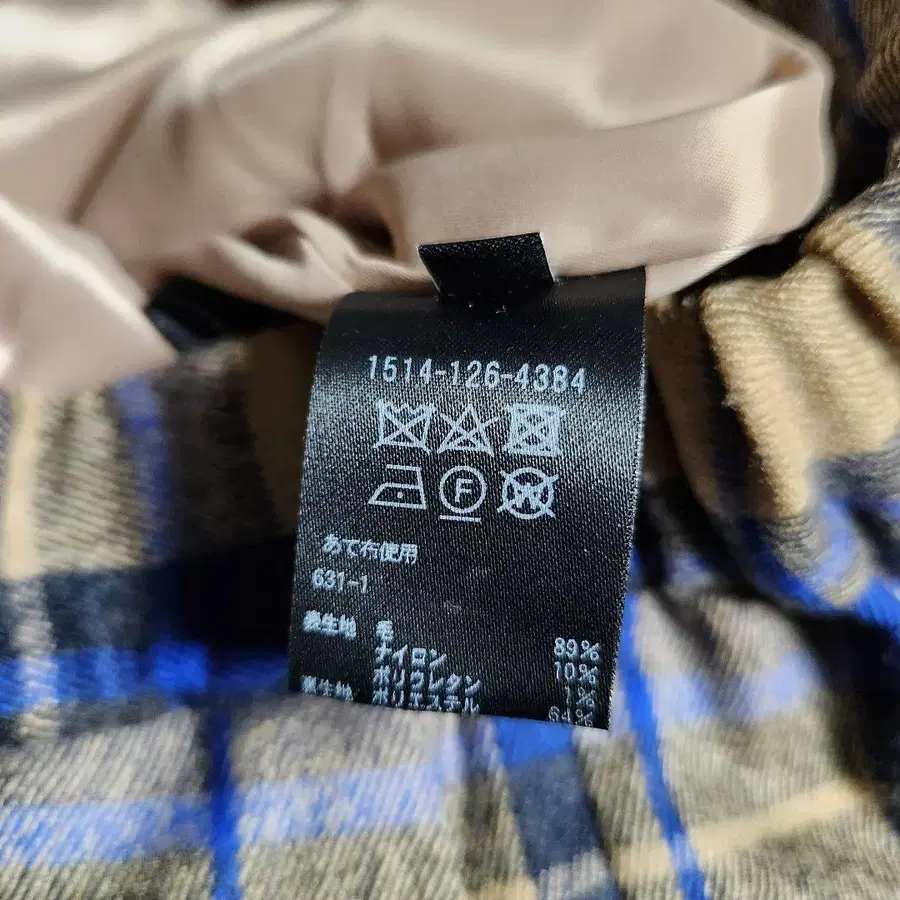 1514-126-4384
F
W
あて布使用
631-1
表生地 毛 89%
ナイロン 10%
ポリウレタン 1%
裏生地 ポリエステル 64%